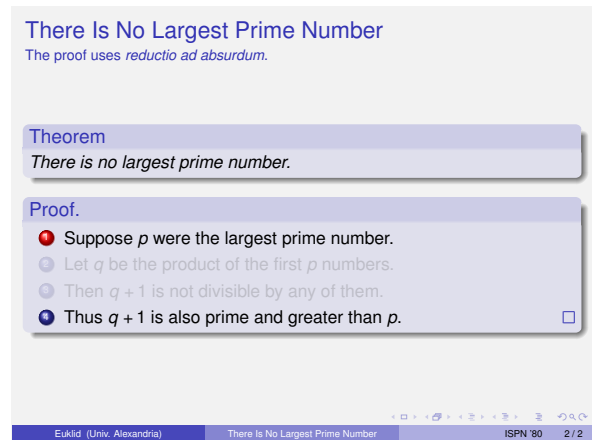 There Is No Largest Prime Number
The proof uses reductio ad absurdum.
Theorem
There is no largest prime number.
Proof.
1 Suppose p were the largest prime number.
2 Let q be the product of the first p numbers.
3 Then q + 1 is not divisible by any of them.
4 Thus q + 1 is also prime and greater than p.
Euklid (Univ. Alexandria) There Is No Largest Prime Number ISPN '80 2 / 2